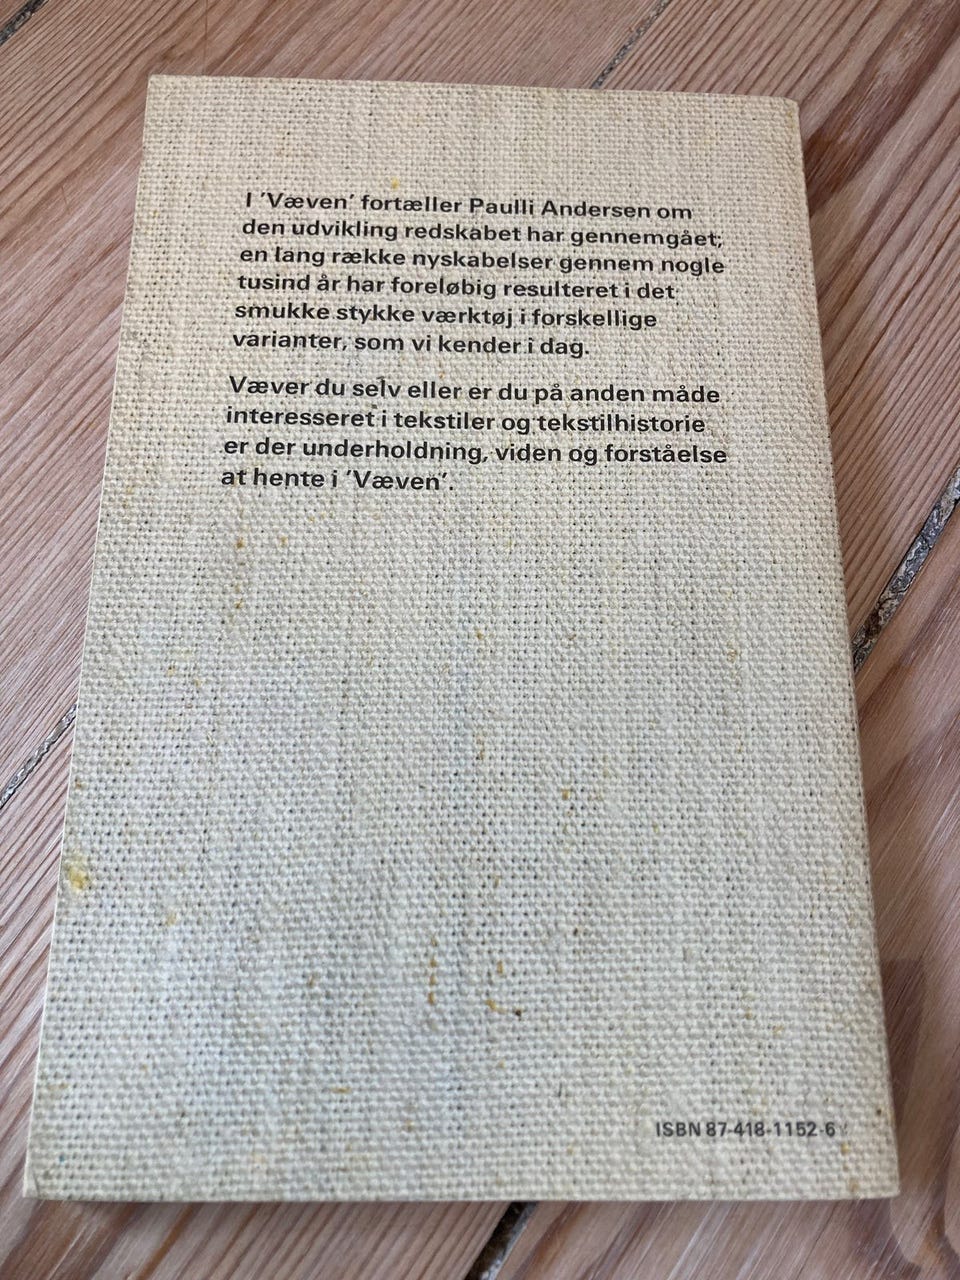 I 'Væven' fortæller Paulli Andersen om
den udvikling redskabet har gennemgået;
en lang række nyskabelser gennem nogle
tusind år har foreløbig resulteret i det
smukke stykke værktøj i forskellige
varianter, som vi kender i dag.
Væver du selv eller er du på anden måde
interesseret i tekstiler og tekstilhistorie
er der underholdning, viden og forståelse
at hente i 'Væven'.
ISBN 87-418-1152-6